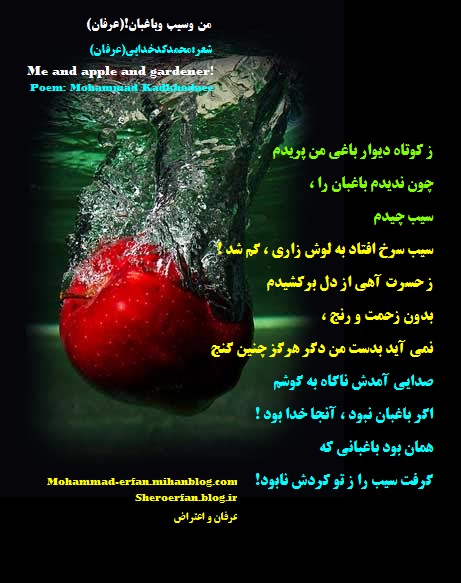 من وسیب وباغبان!(عرفان)
شعر:محمدکدخدایی(عرفان)
Me and apple and gardener!
Poem: Mohammad Kadkhodaee
ز کوتاه دیوار باغی من پریدم
چون ندیدم باغبان را ،
سیب چیدم
سیب سرخ افتاد به لوش زاری ، گم شد !
ز حسرت آهی از دل برکشیدم
بدون زحمت و رنج ،
نمی آید بدست من دگر هرگز چنین گنج
صدایی آمدش ناگاه به گوشم
اگر باغبان نبود ، آنجا خدا بود !
همان بود باغبانی که
گرفت سیب را ز تو کردش نابود!
Mohammad-erfan.mihanblog.com
Sheroerfan.blog.ir
عرفان و اعتراض